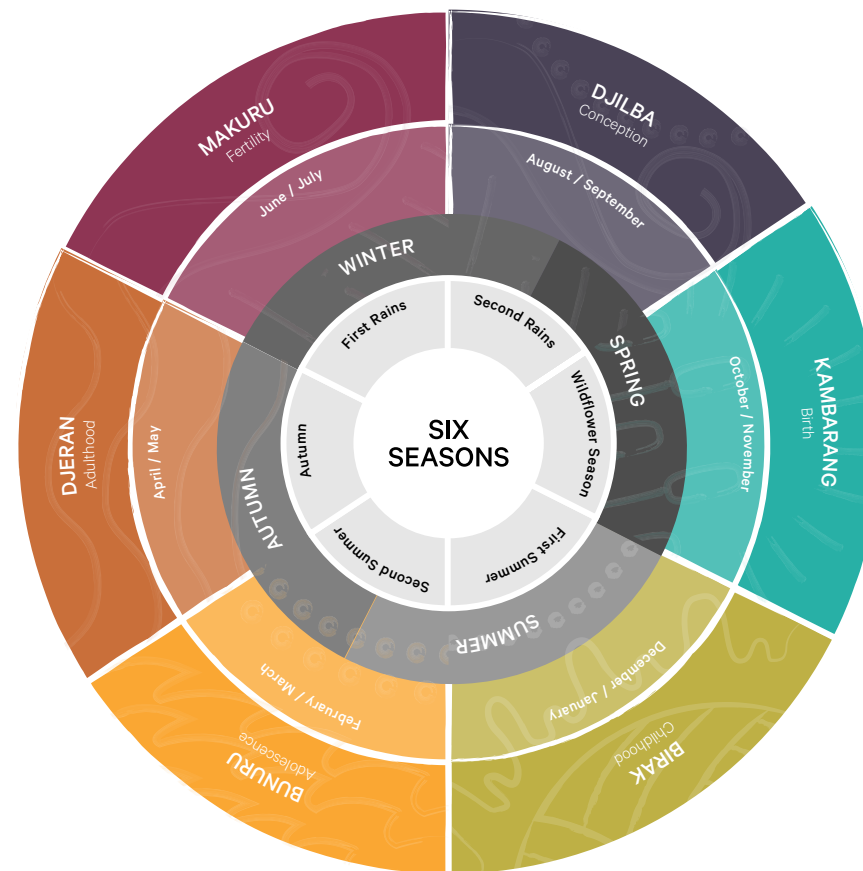 SIX
SEASONS
MAKURU
Fertility
June / July
DJILBA
Conception
August / September
KAMBARANG
Birth
October / November
BIRAK
Childhood
December / January
BUNURU
Adolescence
February / March
DJERAN
Adulthood
April / May
WINTER
SPRING
SUMMER
AUTUMN
First Rains
Second Rains
Wildflower Season
First Summer
Second Summer
Autumn